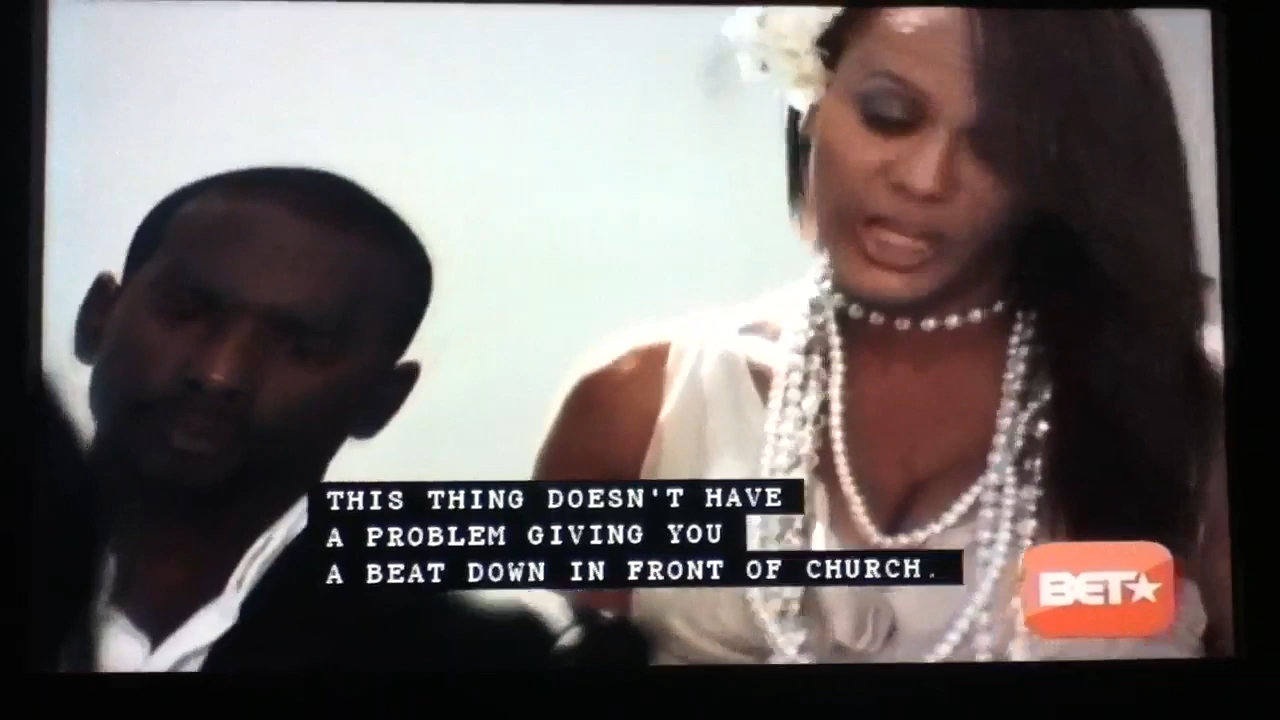 THIS THING DOESN'T HAVE
A PROBLEM GIVING YOU
A BEAT DOWN IN FRONT OF CHURCH.
BET★